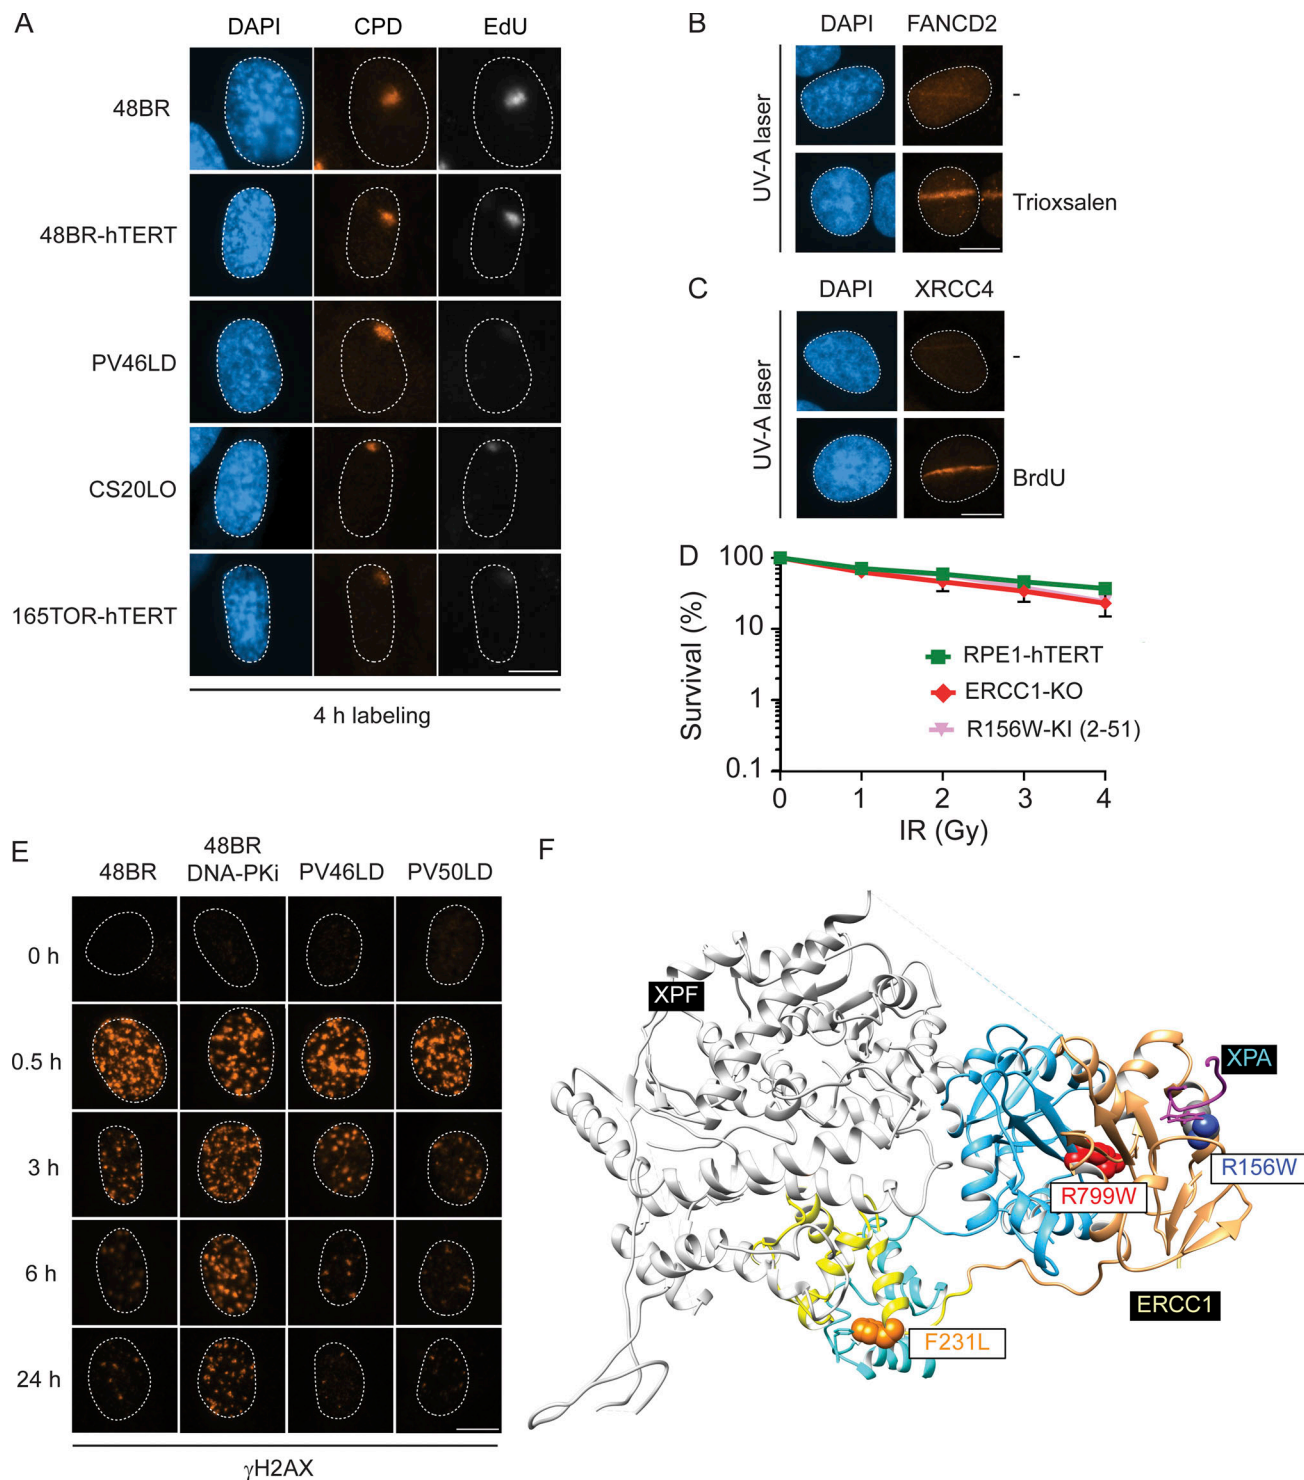 A
DAPI CPD EdU
48BR
48BR-hTERT
PV46LD
CS20LO
165TOR-hTERT
4 h labeling
B
DAPI FANCD2
UV-A laser
-
Trioxsalen
C
DAPI XRCC4
UV-A laser
-
BrdU
D
Survival (%)
100
10
1
0.1
0 1 2 3 4
IR (Gy)
RPE1-hTERT
ERCC1-KO
R156W-KI (2-51)
E
48BR
48BR
DNA-PKi
PV46LD
PV50LD
0 h
0.5 h
3 h
6 h
24 h
γH2AX
F
XPF
XPA
R156W
R799W
ERCC1
F231L